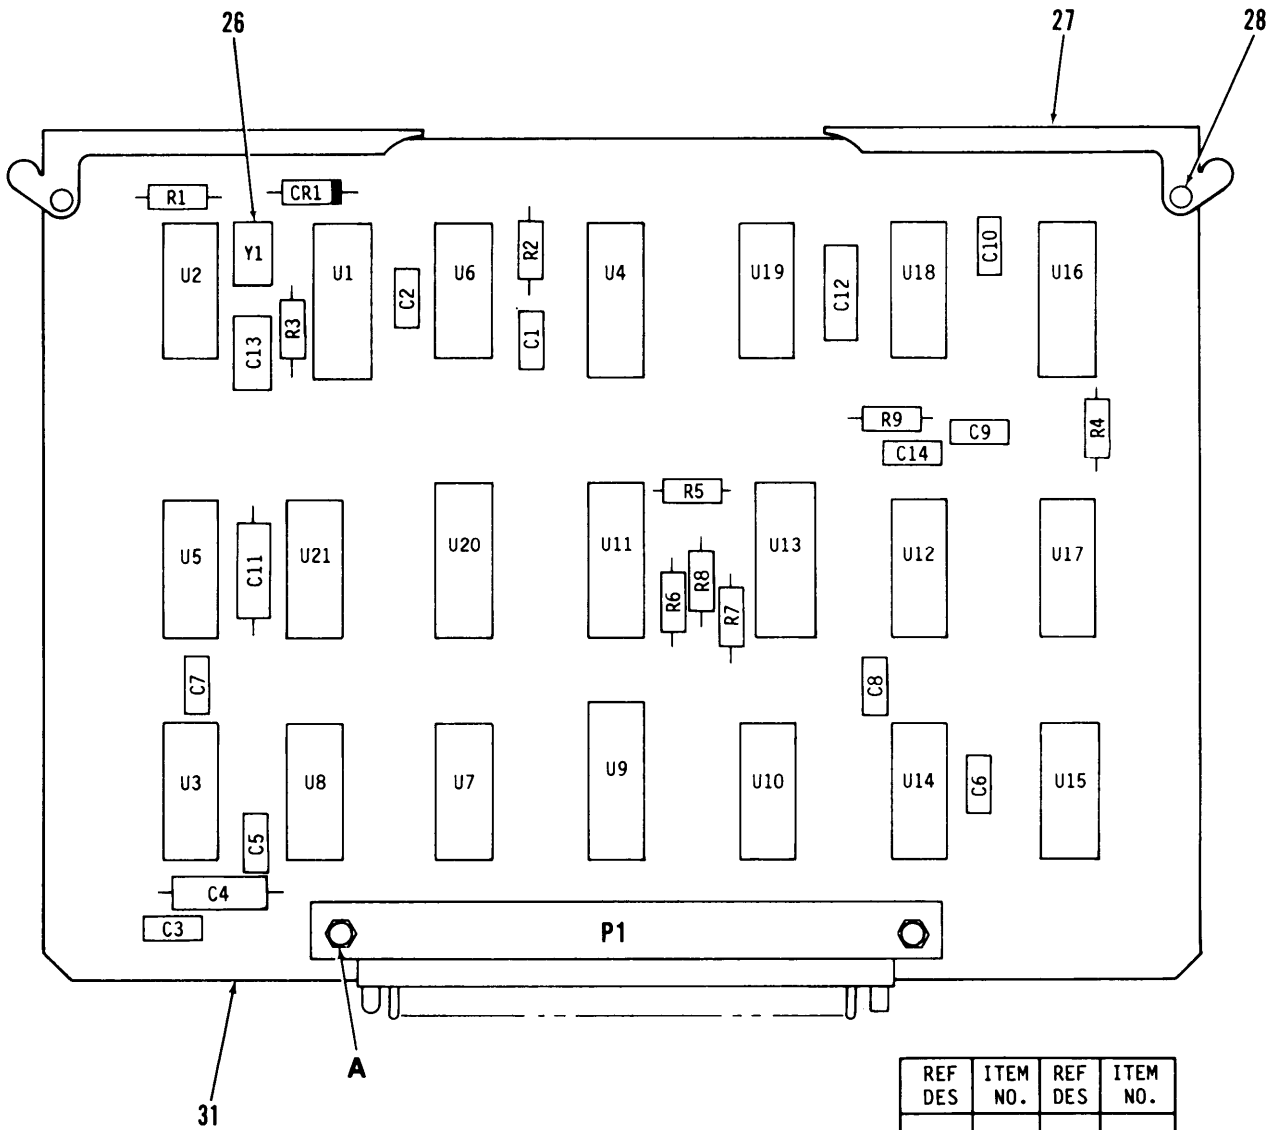 26
27
28
R1
CR1
U2
Y1
U1
C2
U6
R2
U4
U19
C12
U18
C10
U16
C13
R3
C1
R9
C9
R4
C14
R5
U5
C11
U21
U20
U11
R6
R8
R7
U13
U12
U17
C7
C8
U3
U8
U7
U9
U10
U14
C6
U15
C5
C4
C3
P1
A
31
REF DES ITEM NO. REF DES ITEM NO.